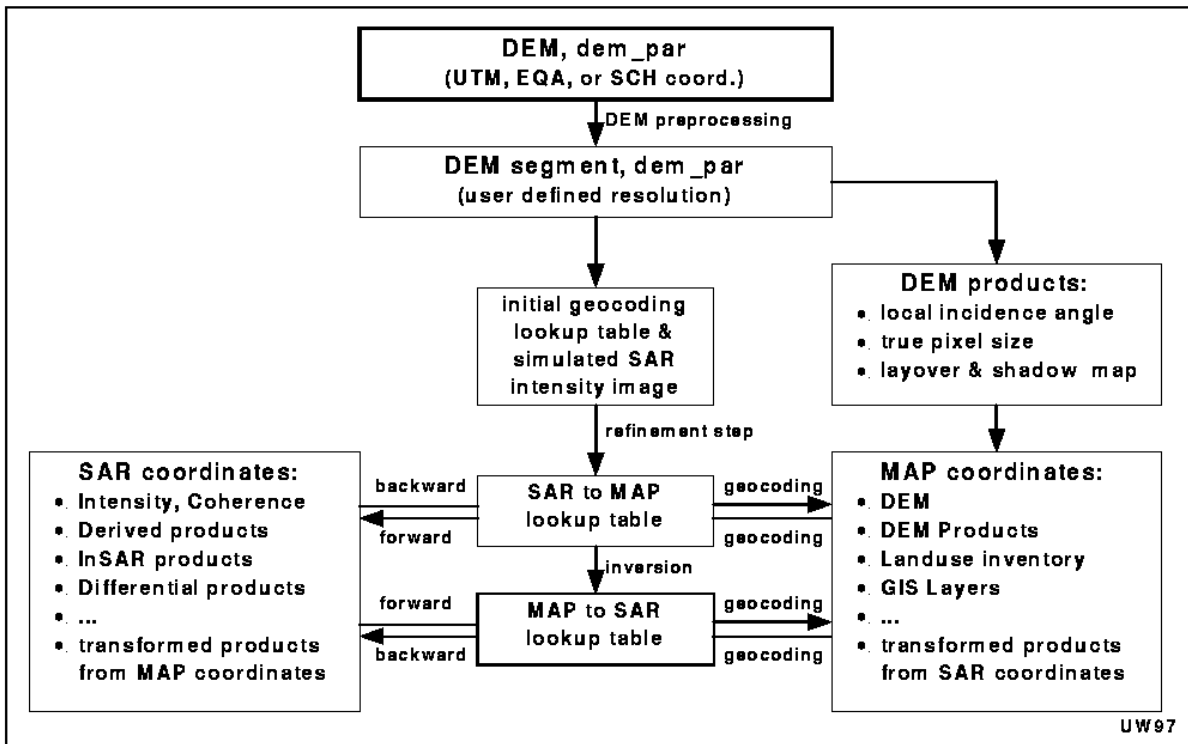 DEM, dem_par
(UTM, EQA, or SCH coord.)
DEM preprocessing
DEM segment, dem_par
(user defined resolution)
initial geocoding
lookup table &
simulated SAR
intensity image
DEM products:
• local incidence angle
• true pixel size
• layover & shadow map
refinement step
SAR coordinates:
• Intensity, Coherence
• Derived products
• InSAR products
• Differential products
• ...
• transformed products
from MAP coordinates
backward
forward
forward
backward
SAR to MAP
lookup table
inversion
MAP to SAR
lookup table
geocoding
geocoding
geocoding
geocoding
MAP coordinates:
• DEM
• DEM Products
• Landuse inventory
• GIS Layers
• ...
• transformed products
from SAR coordinates
UW97